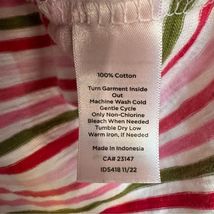 100% Cotton
Turn Garment Inside
Out
Machine Wash Cold
Gentle Cycle
Only Non-Chlorine
Bleach When Needed
Tumble Dry Low
Warm Iron, if Needed
Made in Indonesia
CA# 23147
ID5418 11/22